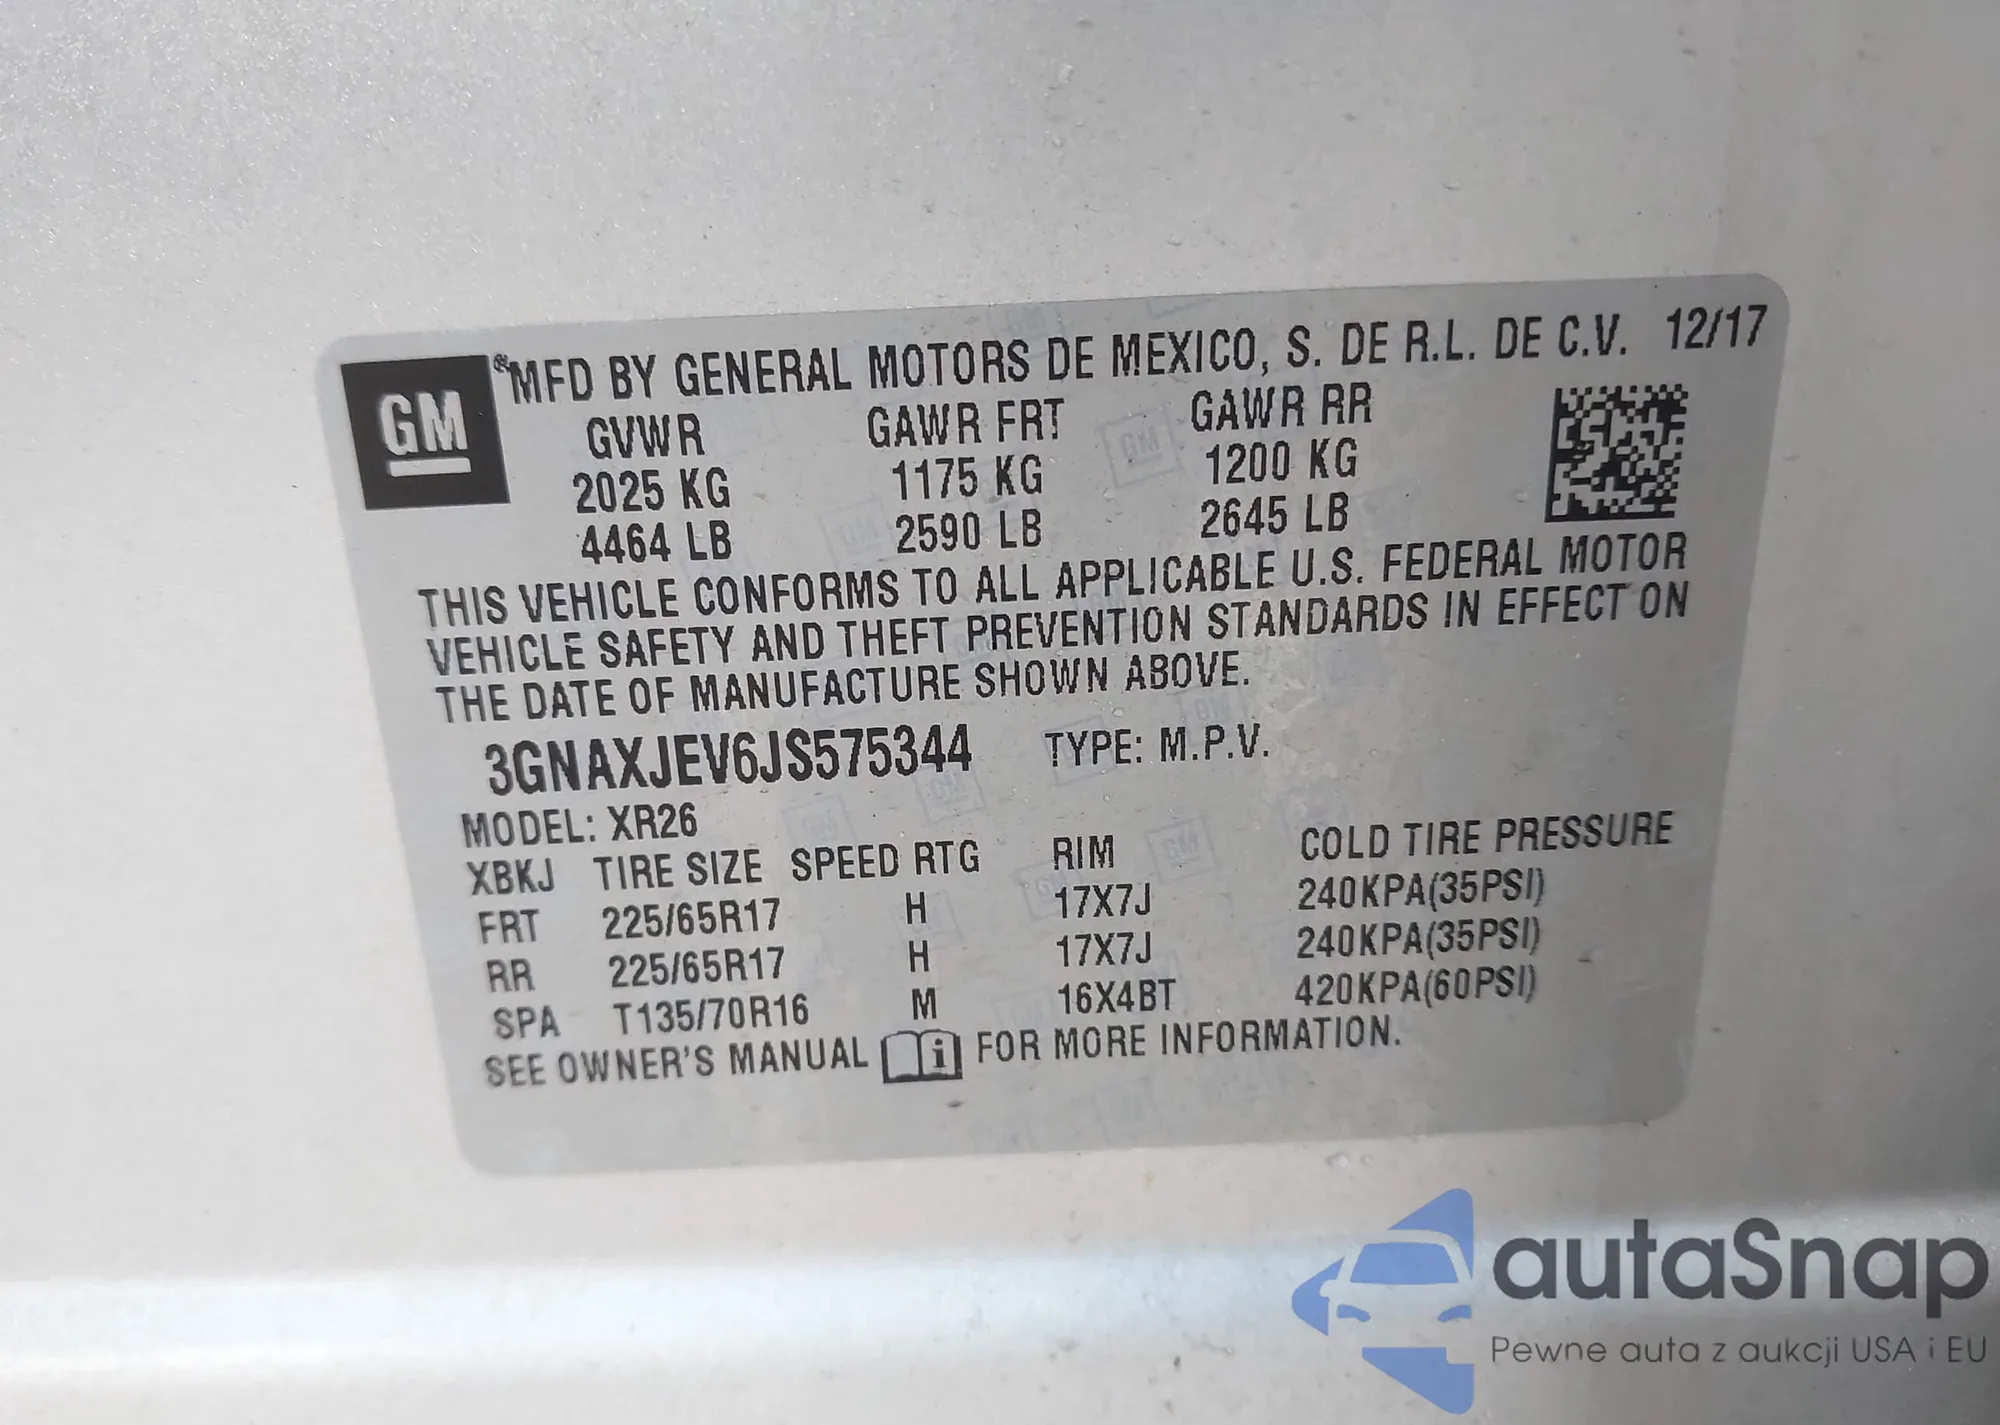 GM
®MFD BY GENERAL MOTORS DE MEXICO, S. DE R.L. DE C.V. 12/17
GVWR GAWR FRT GAWR RR
2025 KG 1175 KG 1200 KG
4464 LB 2590 LB 2645 LB
THIS VEHICLE CONFORMS TO ALL APPLICABLE U.S. FEDERAL MOTOR
VEHICLE SAFETY AND THEFT PREVENTION STANDARDS IN EFFECT ON
THE DATE OF MANUFACTURE SHOWN ABOVE.
3GNAXJEV6JS575344 TYPE: M.P.V.
MODEL: XR26
XBKJ TIRE SIZE SPEED RTG RIM COLD TIRE PRESSURE
FRT 225/65R17 H 17X7J 240KPA(35PSI)
RR 225/65R17 H 17X7J 240KPA(35PSI)
SPA T135/70R16 M 16X4BT 420KPA(60PSI)
SEE OWNER'S MANUAL i FOR MORE INFORMATION.
autaSnap
Pewne auta z aukcji USA i EU